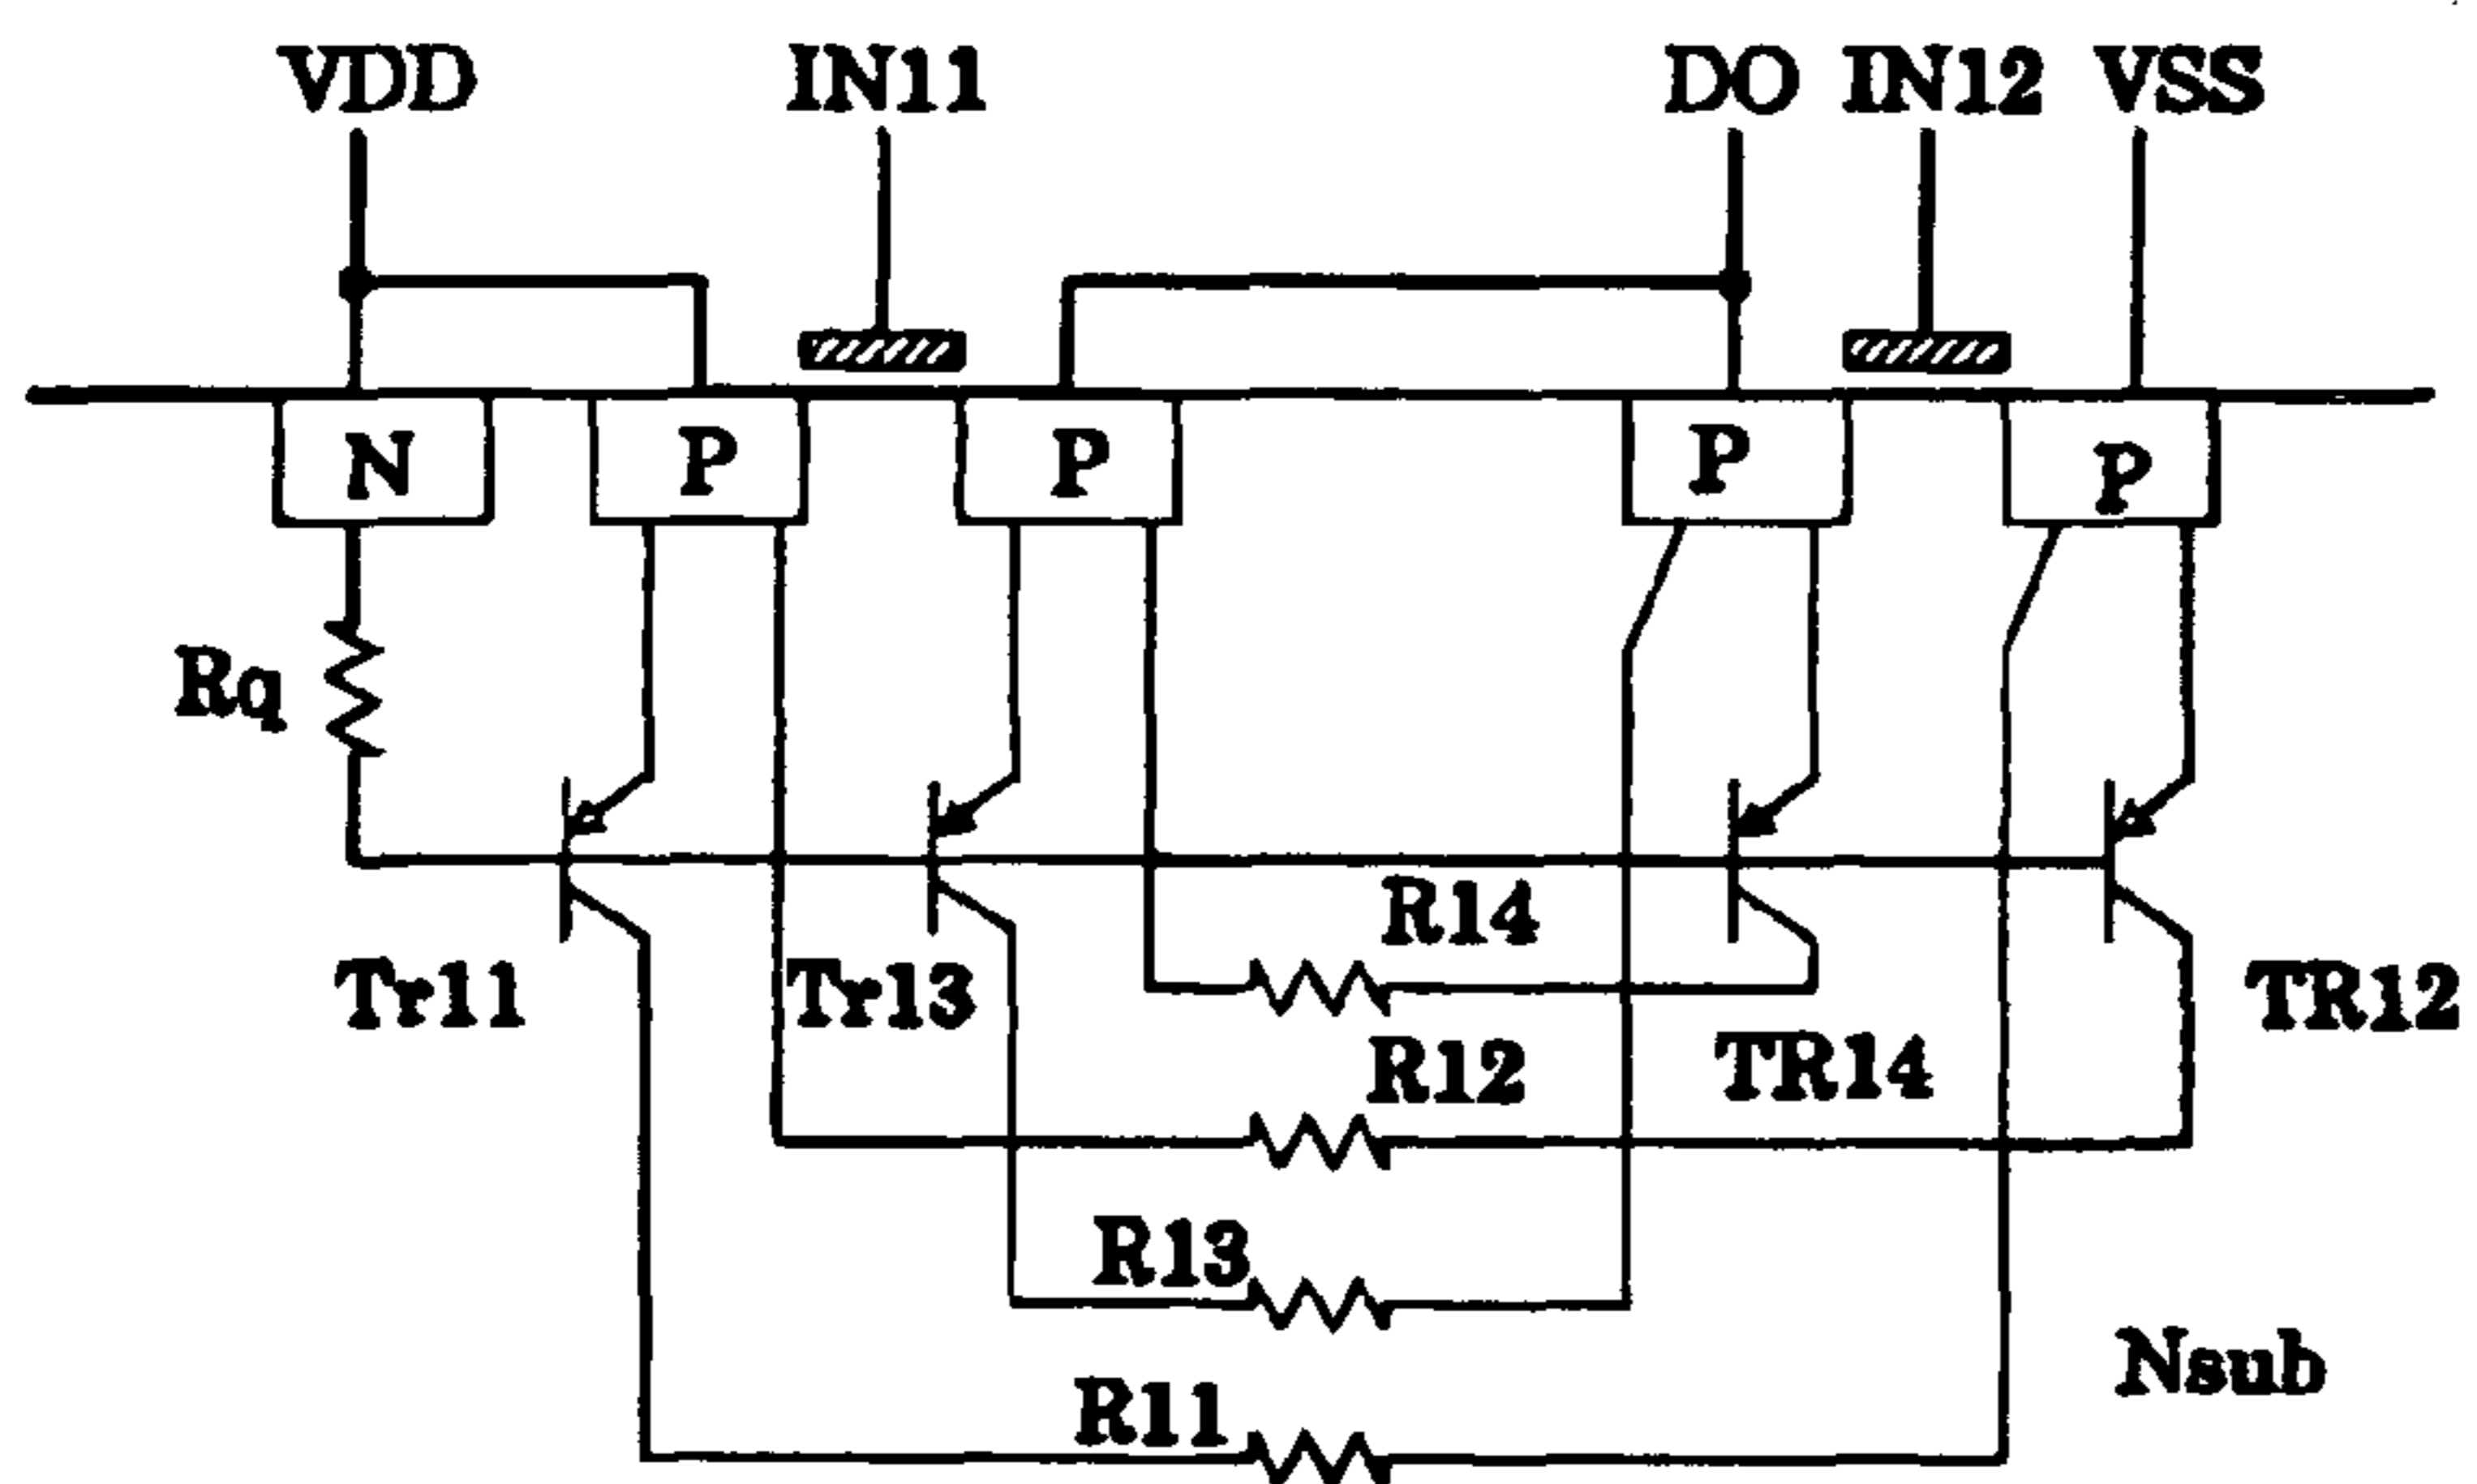 VDD IN11 DO IN12 VSS
N P P P P
Rq
R14
Tr11 Tr13 TR12
R12 TR14
R13
Nsub
R11